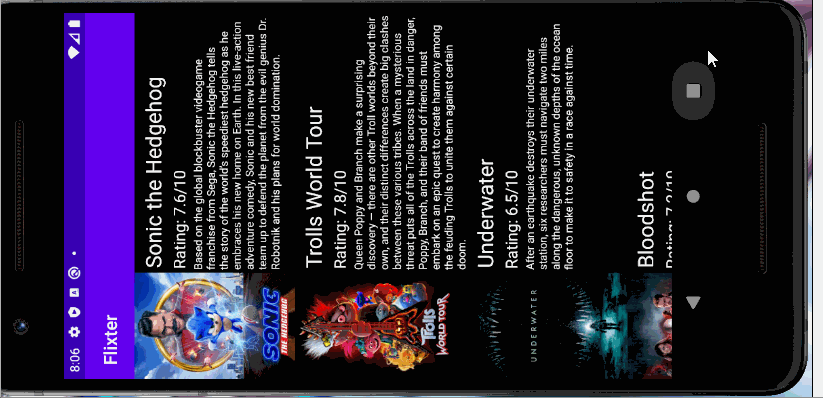 8:06
Flixter
Sonic the Hedgehog
Rating: 7.6/10
Based on the global blockbuster videogame
franchise from Sega, Sonic the Hedgehog tells
the story of the world's speediest hedgehog as he
embraces his new home on Earth. In this live-action
adventure comedy, Sonic and his new best friend
team up to defend the planet from the evil genius Dr.
Robotnik and his plans for world domination.
SONIC
THE HEDGEHOG
Trolls World Tour
Rating: 7.8/10
Queen Poppy and Branch make a surprising
discovery — there are other Troll worlds beyond their
own, and their distinct differences create big clashes
between these various tribes. When a mysterious
threat puts all of the Trolls across the land in danger,
Poppy, Branch, and their band of friends must
embark on an epic quest to create harmony among
the feuding Trolls to unite them against certain
doom.
Trolls
WORLD TOUR
Underwater
Rating: 6.5/10
After an earthquake destroys their underwater
station, six researchers must navigate two miles
along the dangerous, unknown depths of the ocean
floor to make it to safety in a race against time.
UNDERWATER
Bloodshot